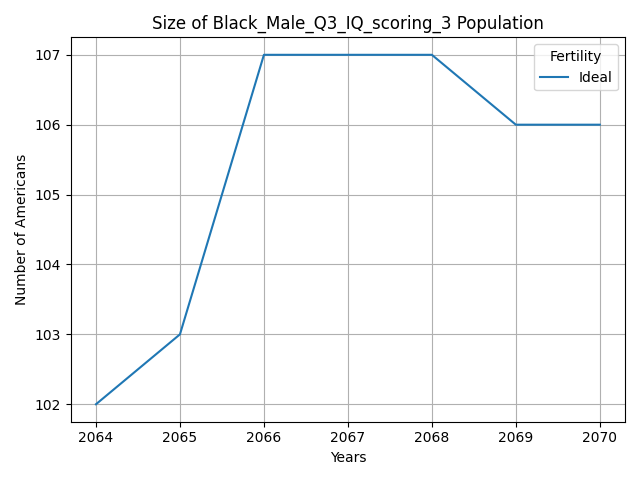 Size of Black_Male_Q3_IQ_scoring_3 Population
Fertility
Ideal
Number of Americans
107
106
105
104
103
102
2064 2065 2066 2067 2068 2069 2070
Years